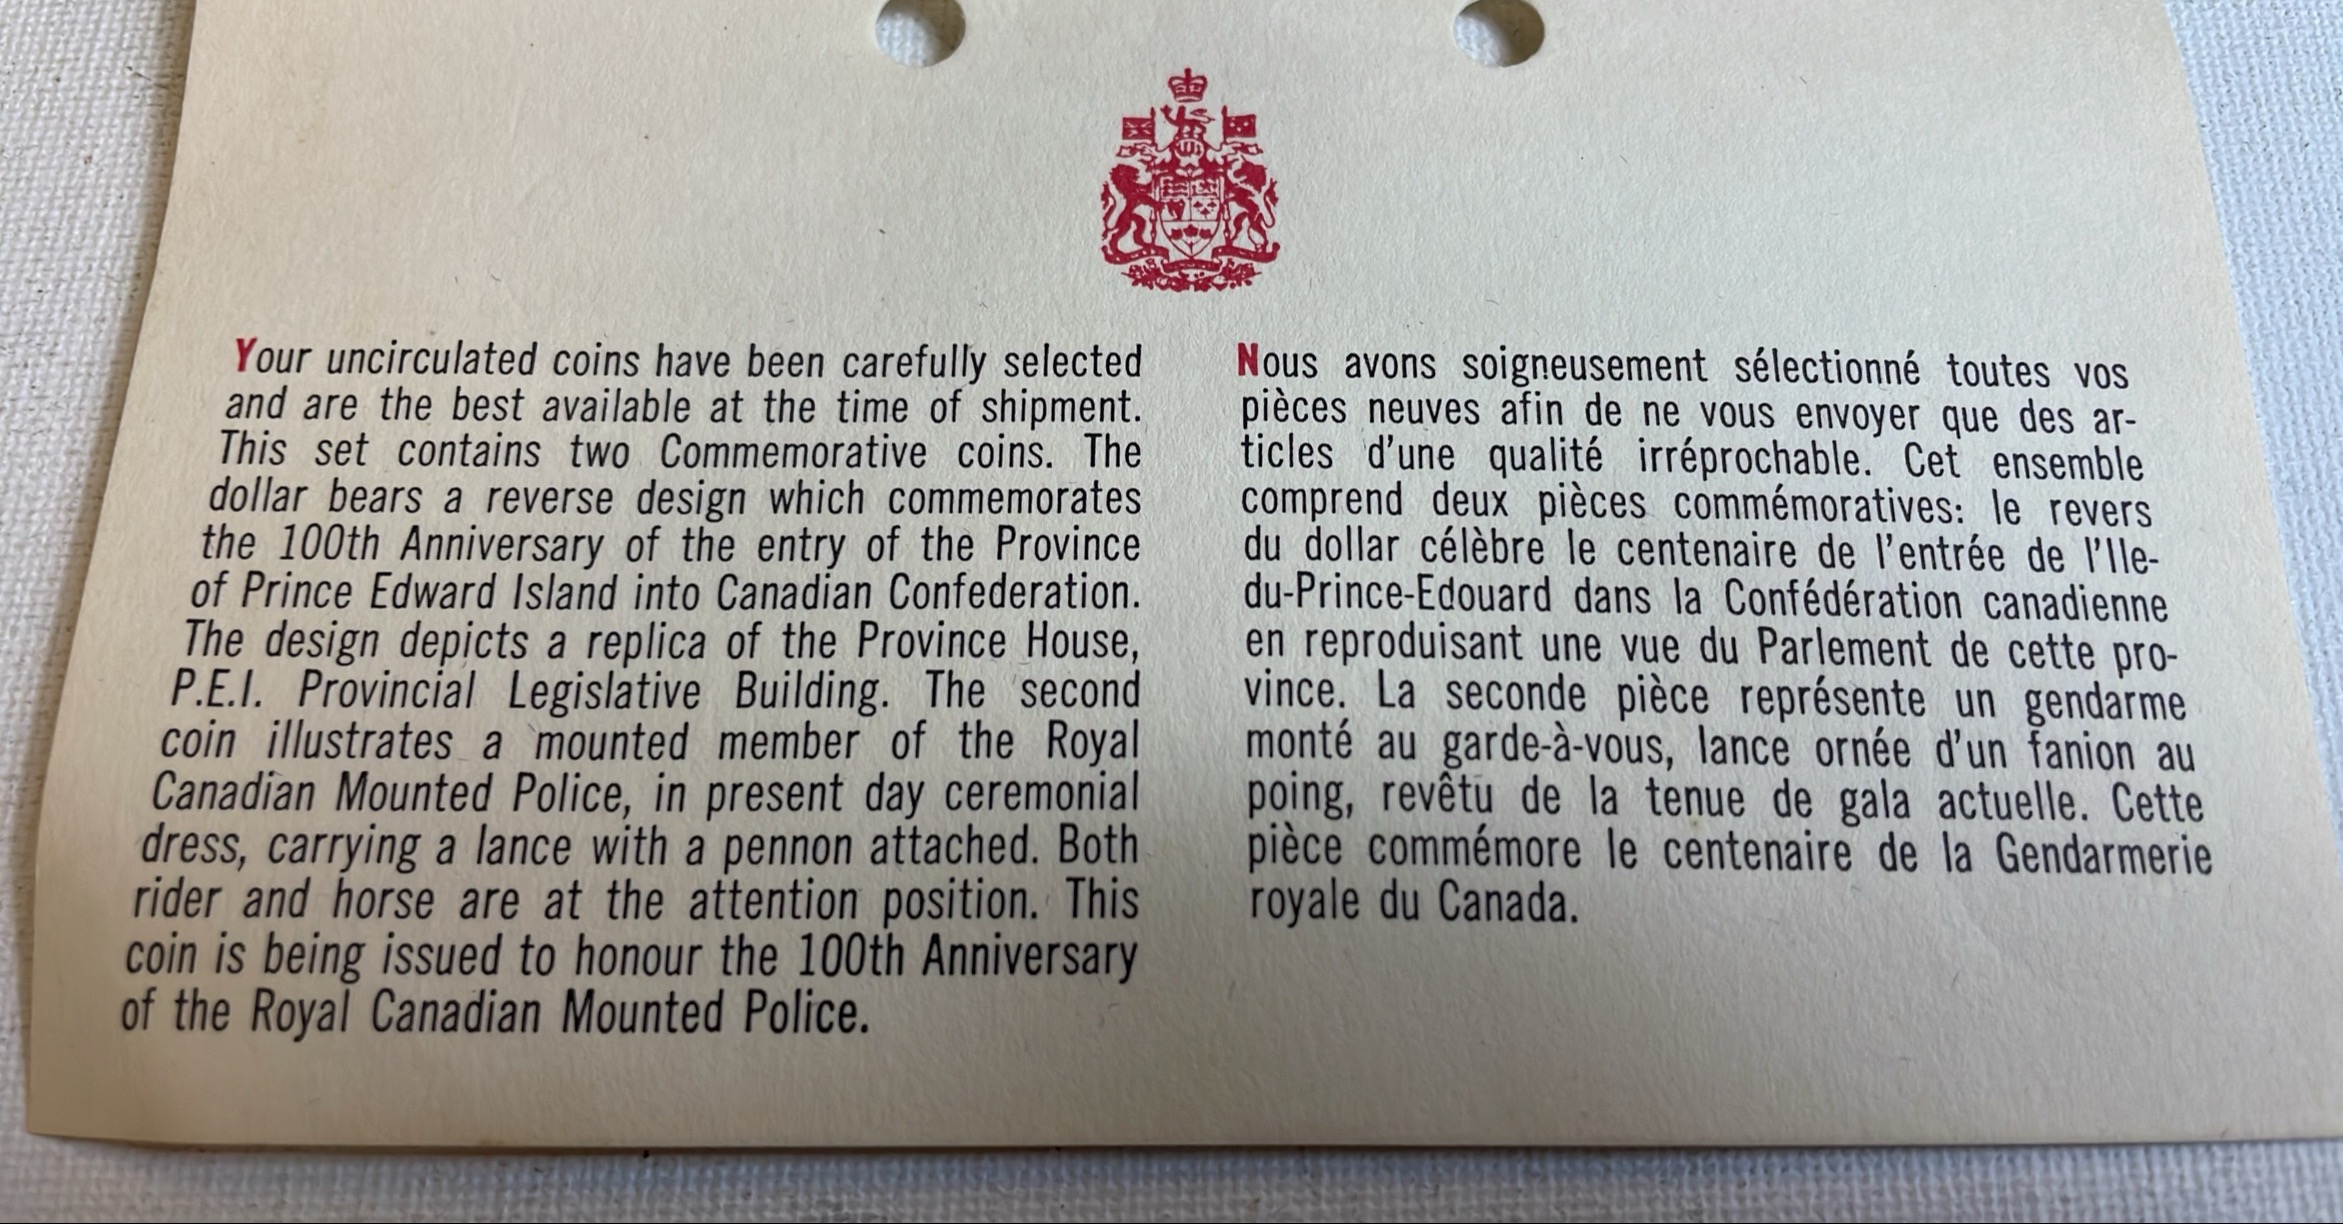 Your uncirculated coins have been carefully selected
and are the best available at the time of shipment.
This set contains two Commemorative coins. The
dollar bears a reverse design which commemorates
the 100th Anniversary of the entry of the Province
of Prince Edward Island into Canadian Confederation.
The design depicts a replica of the Province House,
P.E.I. Provincial Legislative Building. The second
coin illustrates a mounted member of the Royal
Canadian Mounted Police, in present day ceremonial
dress, carrying a lance with a pennon attached. Both
rider and horse are at the attention position. This
coin is being issued to honour the 100th Anniversary
of the Royal Canadian Mounted Police.
Nous avons soigneusement sélectionné toutes vos
pièces neuves afin de ne vous envoyer que des ar-
ticles d'une qualité irréprochable. Cet ensemble
comprend deux pièces commémoratives: le revers
du dollar célèbre le centenaire de l'entrée de l'Ile-
du-Prince-Edouard dans la Confédération canadienne
en reproduisant une vue du Parlement de cette pro-
vince. La seconde pièce représente un gendarme
monté au garde-à-vous, lance ornée d'un fanion au
poing, revêtu de la tenue de gala actuelle. Cette
pièce commémore le centenaire de la Gendarmerie
royale du Canada.